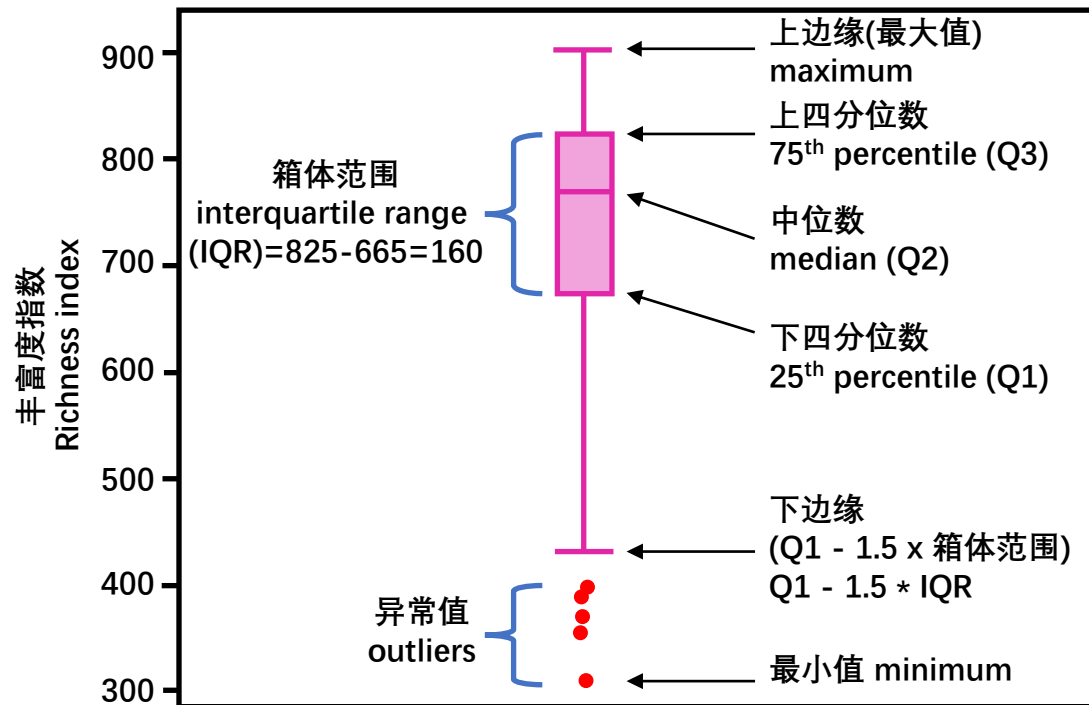 丰富度指数
Richness index
900
800
700
600
500
400
300
箱体范围
interquartile range
(IQR)=825-665=160
异常值
outliers
上边缘(最大值)
maximum
上四分位数
75th percentile (Q3)
中位数
median (Q2)
下四分位数
25th percentile (Q1)
下边缘
(Q1 - 1.5 x 箱体范围)
Q1 - 1.5 * IQR
最小值 minimum